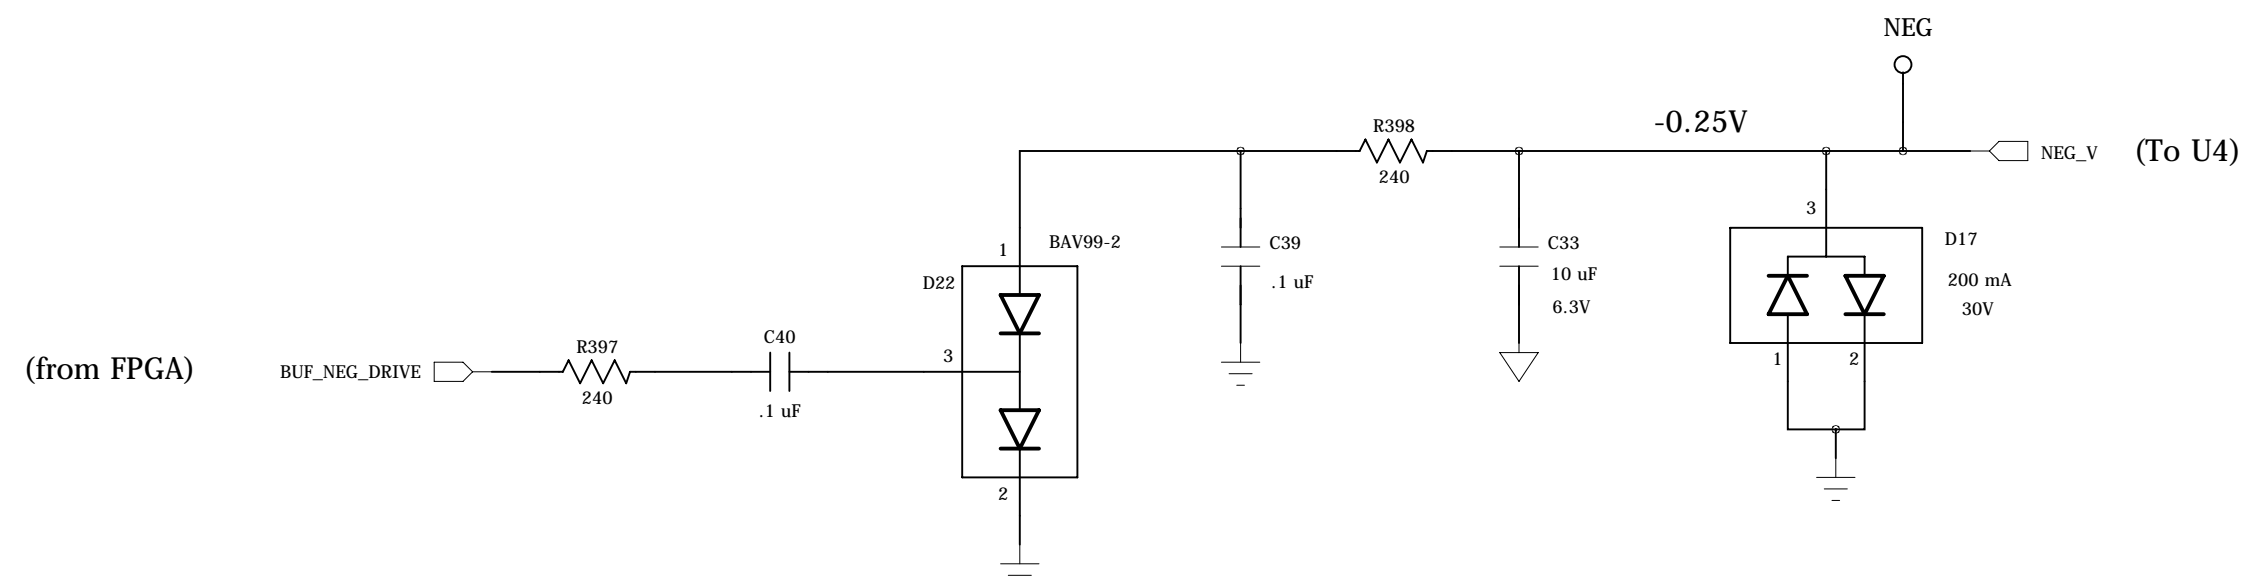 NEG
-0.25V
R398
240
NEG_V
(To U4)
3
D17
200 mA
30V
1
2
C33
10 uF
6.3V
C39
.1 uF
BAV99-2
1
D22
3
2
C40
.1 uF
R397
240
BUF_NEG_DRIVE
(from FPGA)